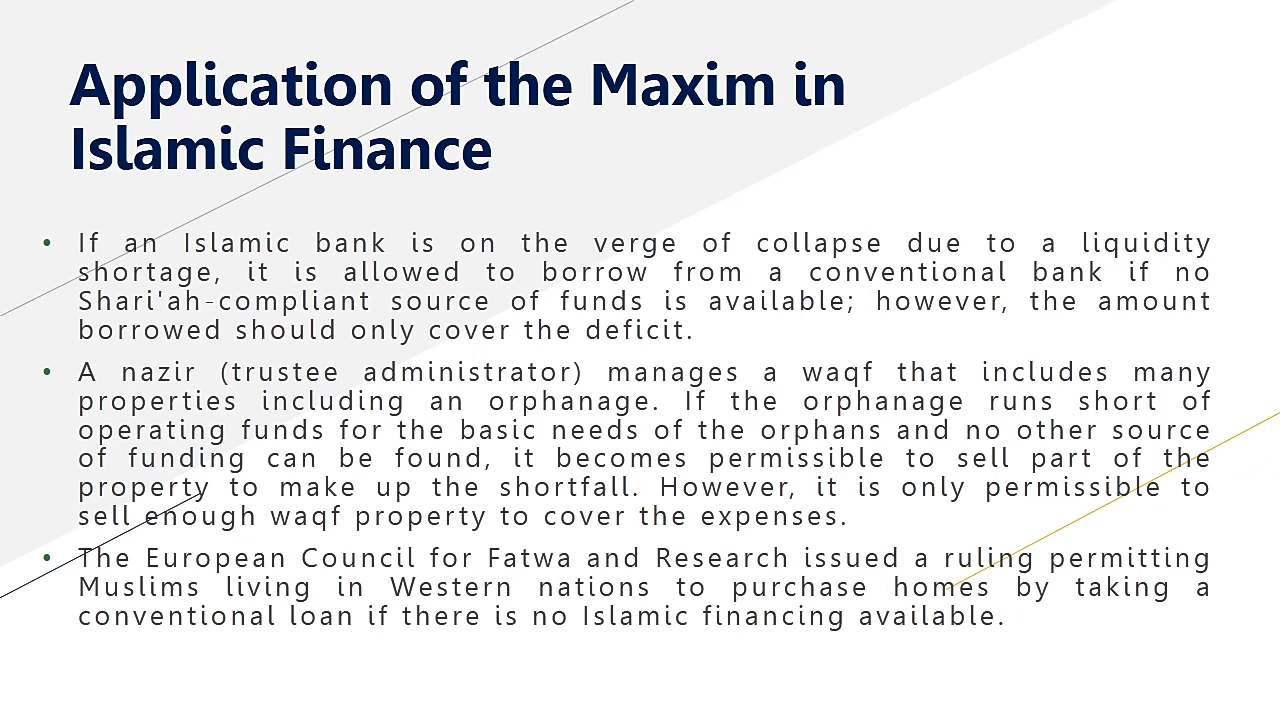 Application of the Maxim in
Islamic Finance
• If an Islamic bank is on the verge of collapse due to a liquidity
shortage, it is allowed to borrow from a conventional bank if no
Shari'ah-compliant source of funds is available; however, the amount
borrowed should only cover the deficit.
• A nazir (trustee administrator) manages a waqf that includes many
properties including an orphanage. If the orphanage runs short of
operating funds for the basic needs of the orphans and no other source
of funding can be found, it becomes permissible to sell part of the
property to make up the shortfall. However, it is only permissible to
sell enough waqf property to cover the expenses.
• The European Council for Fatwa and Research issued a ruling permitting
Muslims living in Western nations to purchase homes by taking a
conventional loan if there is no Islamic financing available.